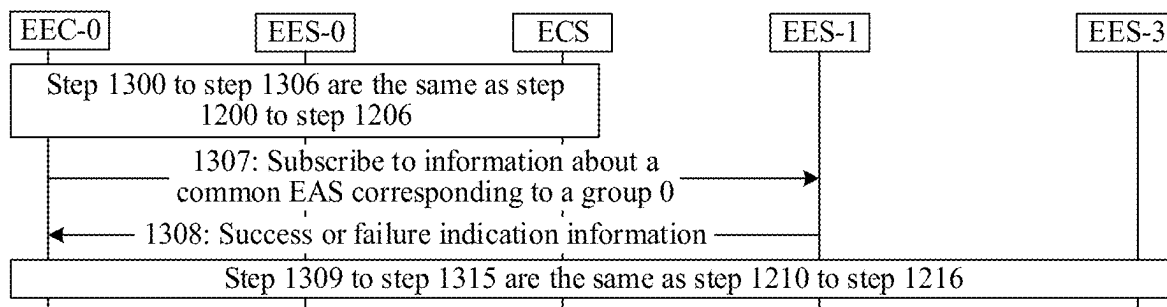 EEC-0 EES-0 ECS EES-1 EES-3
Step 1300 to step 1306 are the same as step
1200 to step 1206
1307: Subscribe to information about a
common EAS corresponding to a group 0
1308: Success or failure indication information
Step 1309 to step 1315 are the same as step 1210 to step 1216